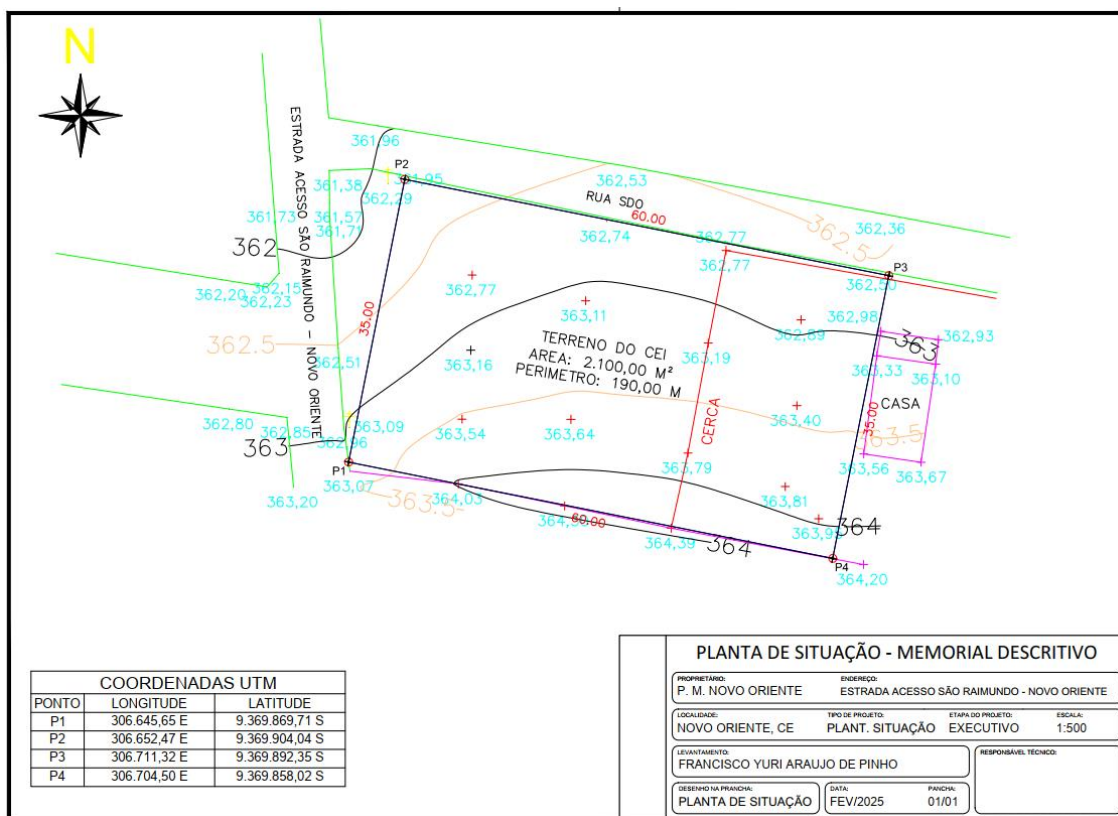 N
ESTRADA ACESSO SÃO RAIMUNDO - NOVO ORIENTE
361,96
P2
361,95
361,38
362,29
362,53
RUA SDO
60.00
361,73
361,57
361,71
362,74
362,77
362,77
362,36
362.5
362
P3
362,50
362,15
362,20
362,23
362,77
363,11
362,98
362,89
362,93
363
35.00
362.5
362,51
363,16
TERRENO DO CEI
AREA: 2.100,00 M²
PERIMETRO: 190,00 M
363,19
363,33
363,10
CASA
35.00
362,80
362,85
362,96
363,09
363,54
363,64
CERCA
363,40
363.5
363
P1
363,07
363,20
363.5
364,03
363,79
363,56
363,67
363,81
60.00
364,39
364
364
P4
364,20
COORDENADAS UTM
PONTO LONGITUDE LATITUDE
P1 306.645,65 E 9.369.869,71 S
P2 306.652,47 E 9.369.904,04 S
P3 306.711,32 E 9.369.892,35 S
P4 306.704,50 E 9.369.858,02 S
PLANTA DE SITUAÇÃO - MEMORIAL DESCRITIVO
PROPRIETÁRIO: ENDEREÇO:
P. M. NOVO ORIENTE ESTRADA ACESSO SÃO RAIMUNDO - NOVO ORIENTE
LOCALIDADE: TIPO DE PROJETO: ETAPA DO PROJETO: ESCALA:
NOVO ORIENTE, CE PLANT. SITUAÇÃO EXECUTIVO 1:500
LEVANTAMENTO: RESPONSÁVEL TÉCNICO:
FRANCISCO YURI ARAUJO DE PINHO
DESENHO NA PRANCHA: DATA: PANCHA:
PLANTA DE SITUAÇÃO FEV/2025 01/01